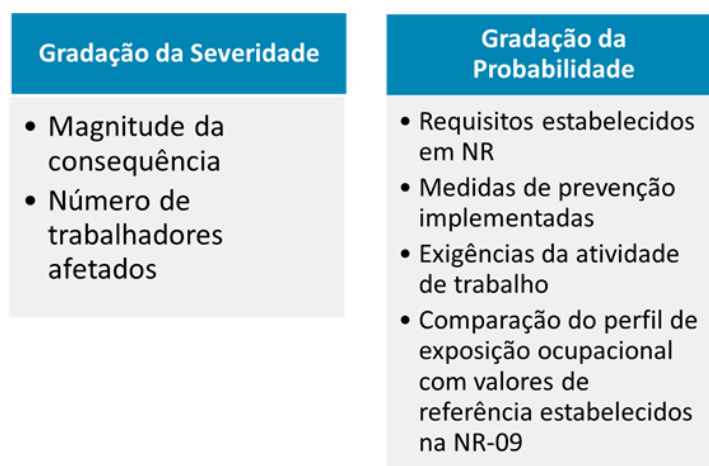 Gradação da Severidade
• Magnitude da
consequência
• Número de
trabalhadores
afetados
Gradação da
Probabilidade
• Requisitos estabelecidos
em NR
• Medidas de prevenção
implementadas
• Exigências da atividade
de trabalho
• Comparação do perfil de
exposição ocupacional
com valores de
referência estabelecidos
na NR-09